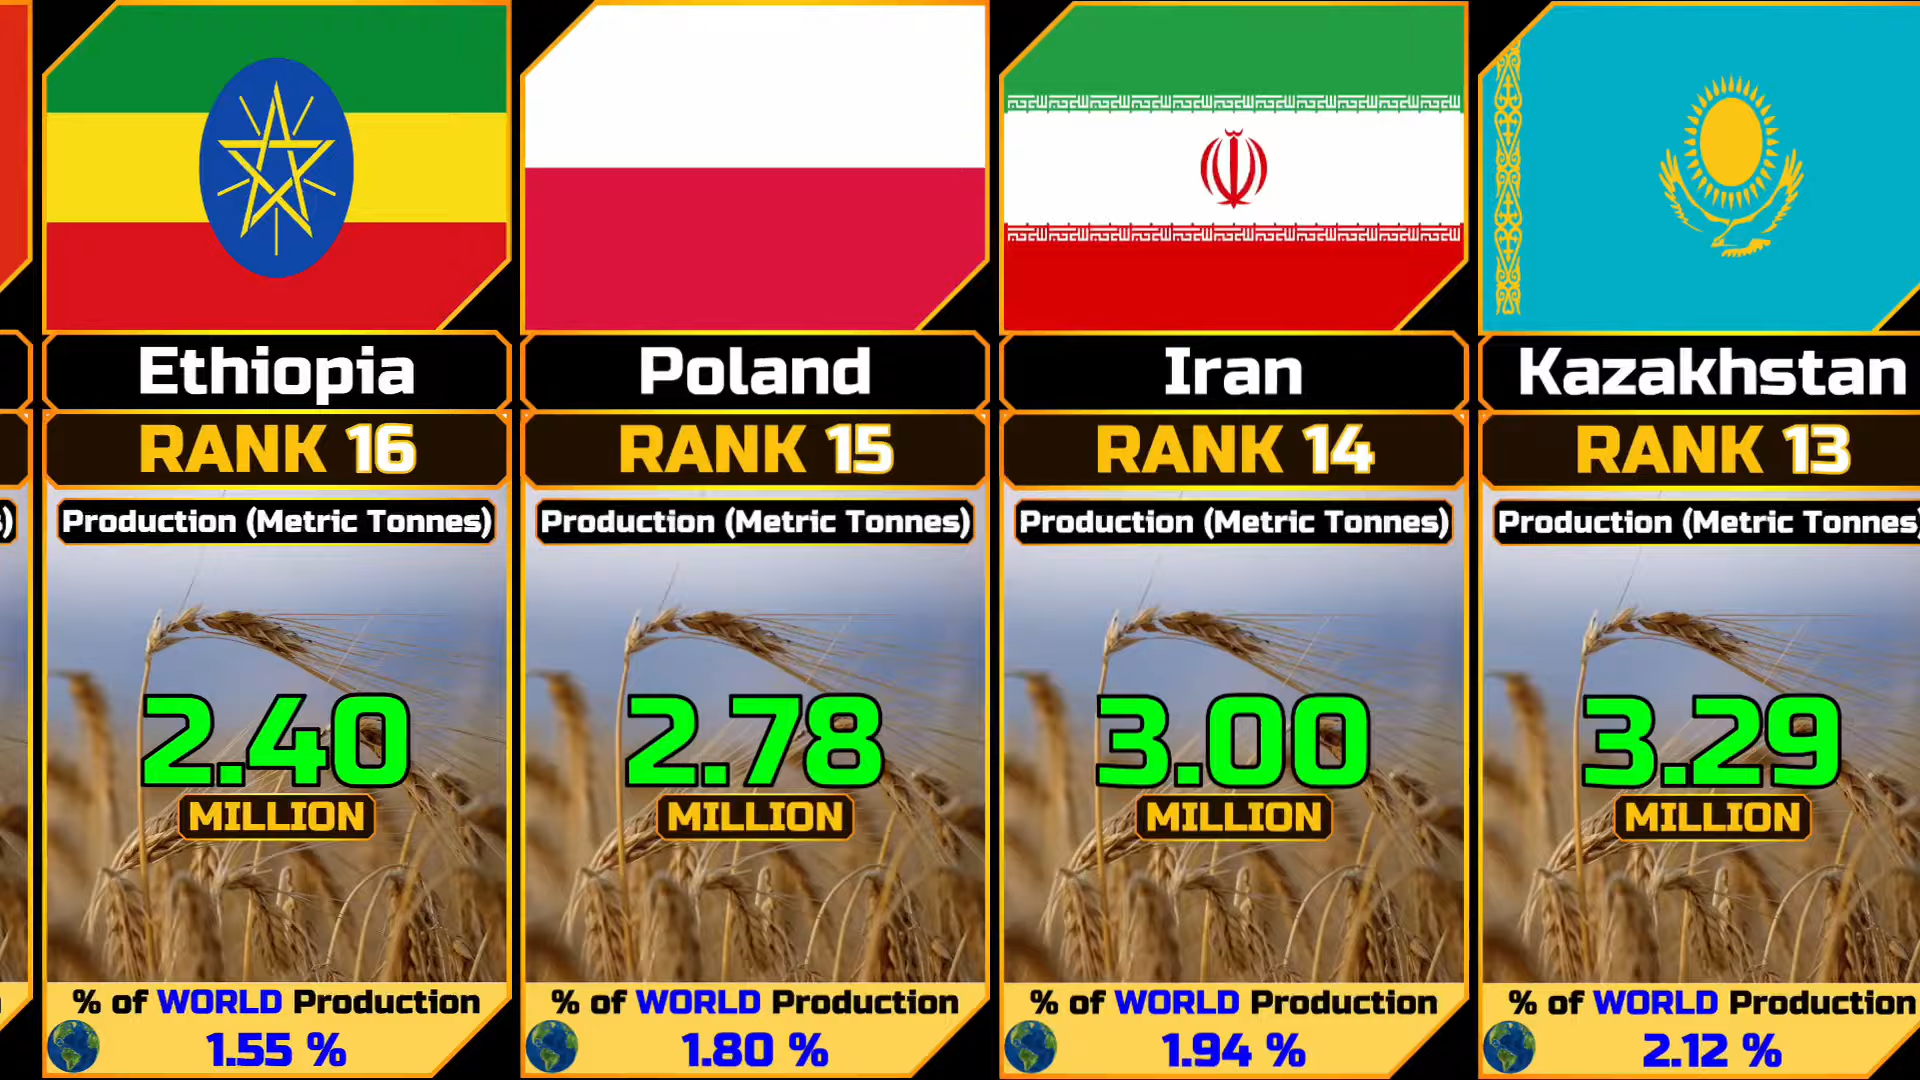 Ethiopia
RANK 16
Production (Metric Tonnes)
2.40
MILLION
% of WORLD Production
1.55 %
Poland
RANK 15
Production (Metric Tonnes)
2.78
MILLION
% of WORLD Production
1.80 %
Iran
RANK 14
Production (Metric Tonnes)
3.00
MILLION
% of WORLD Production
1.94 %
Kazakhstan
RANK 13
Production (Metric Tonnes)
3.29
MILLION
% of WORLD Production
2.12 %